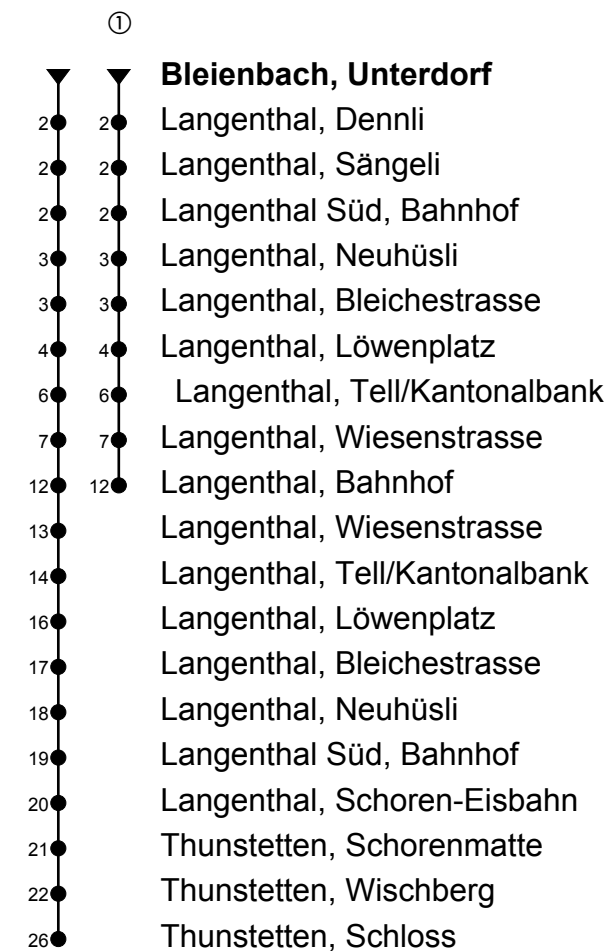 ①
Bleienbach, Unterdorf
2 2 Langenthal, Dennli
2 2 Langenthal, Sängeli
2 2 Langenthal Süd, Bahnhof
3 3 Langenthal, Neuhüsli
3 3 Langenthal, Bleichestrasse
4 4 Langenthal, Löwenplatz
6 6 Langenthal, Tell/Kantonalbank
7 7 Langenthal, Wiesenstrasse
12 12 Langenthal, Bahnhof
13 Langenthal, Wiesenstrasse
14 Langenthal, Tell/Kantonalbank
16 Langenthal, Löwenplatz
17 Langenthal, Bleichestrasse
18 Langenthal, Neuhüsli
19 Langenthal Süd, Bahnhof
20 Langenthal, Schoren-Eisbahn
21 Thunstetten, Schorenmatte
22 Thunstetten, Wischberg
26 Thunstetten, Schloss